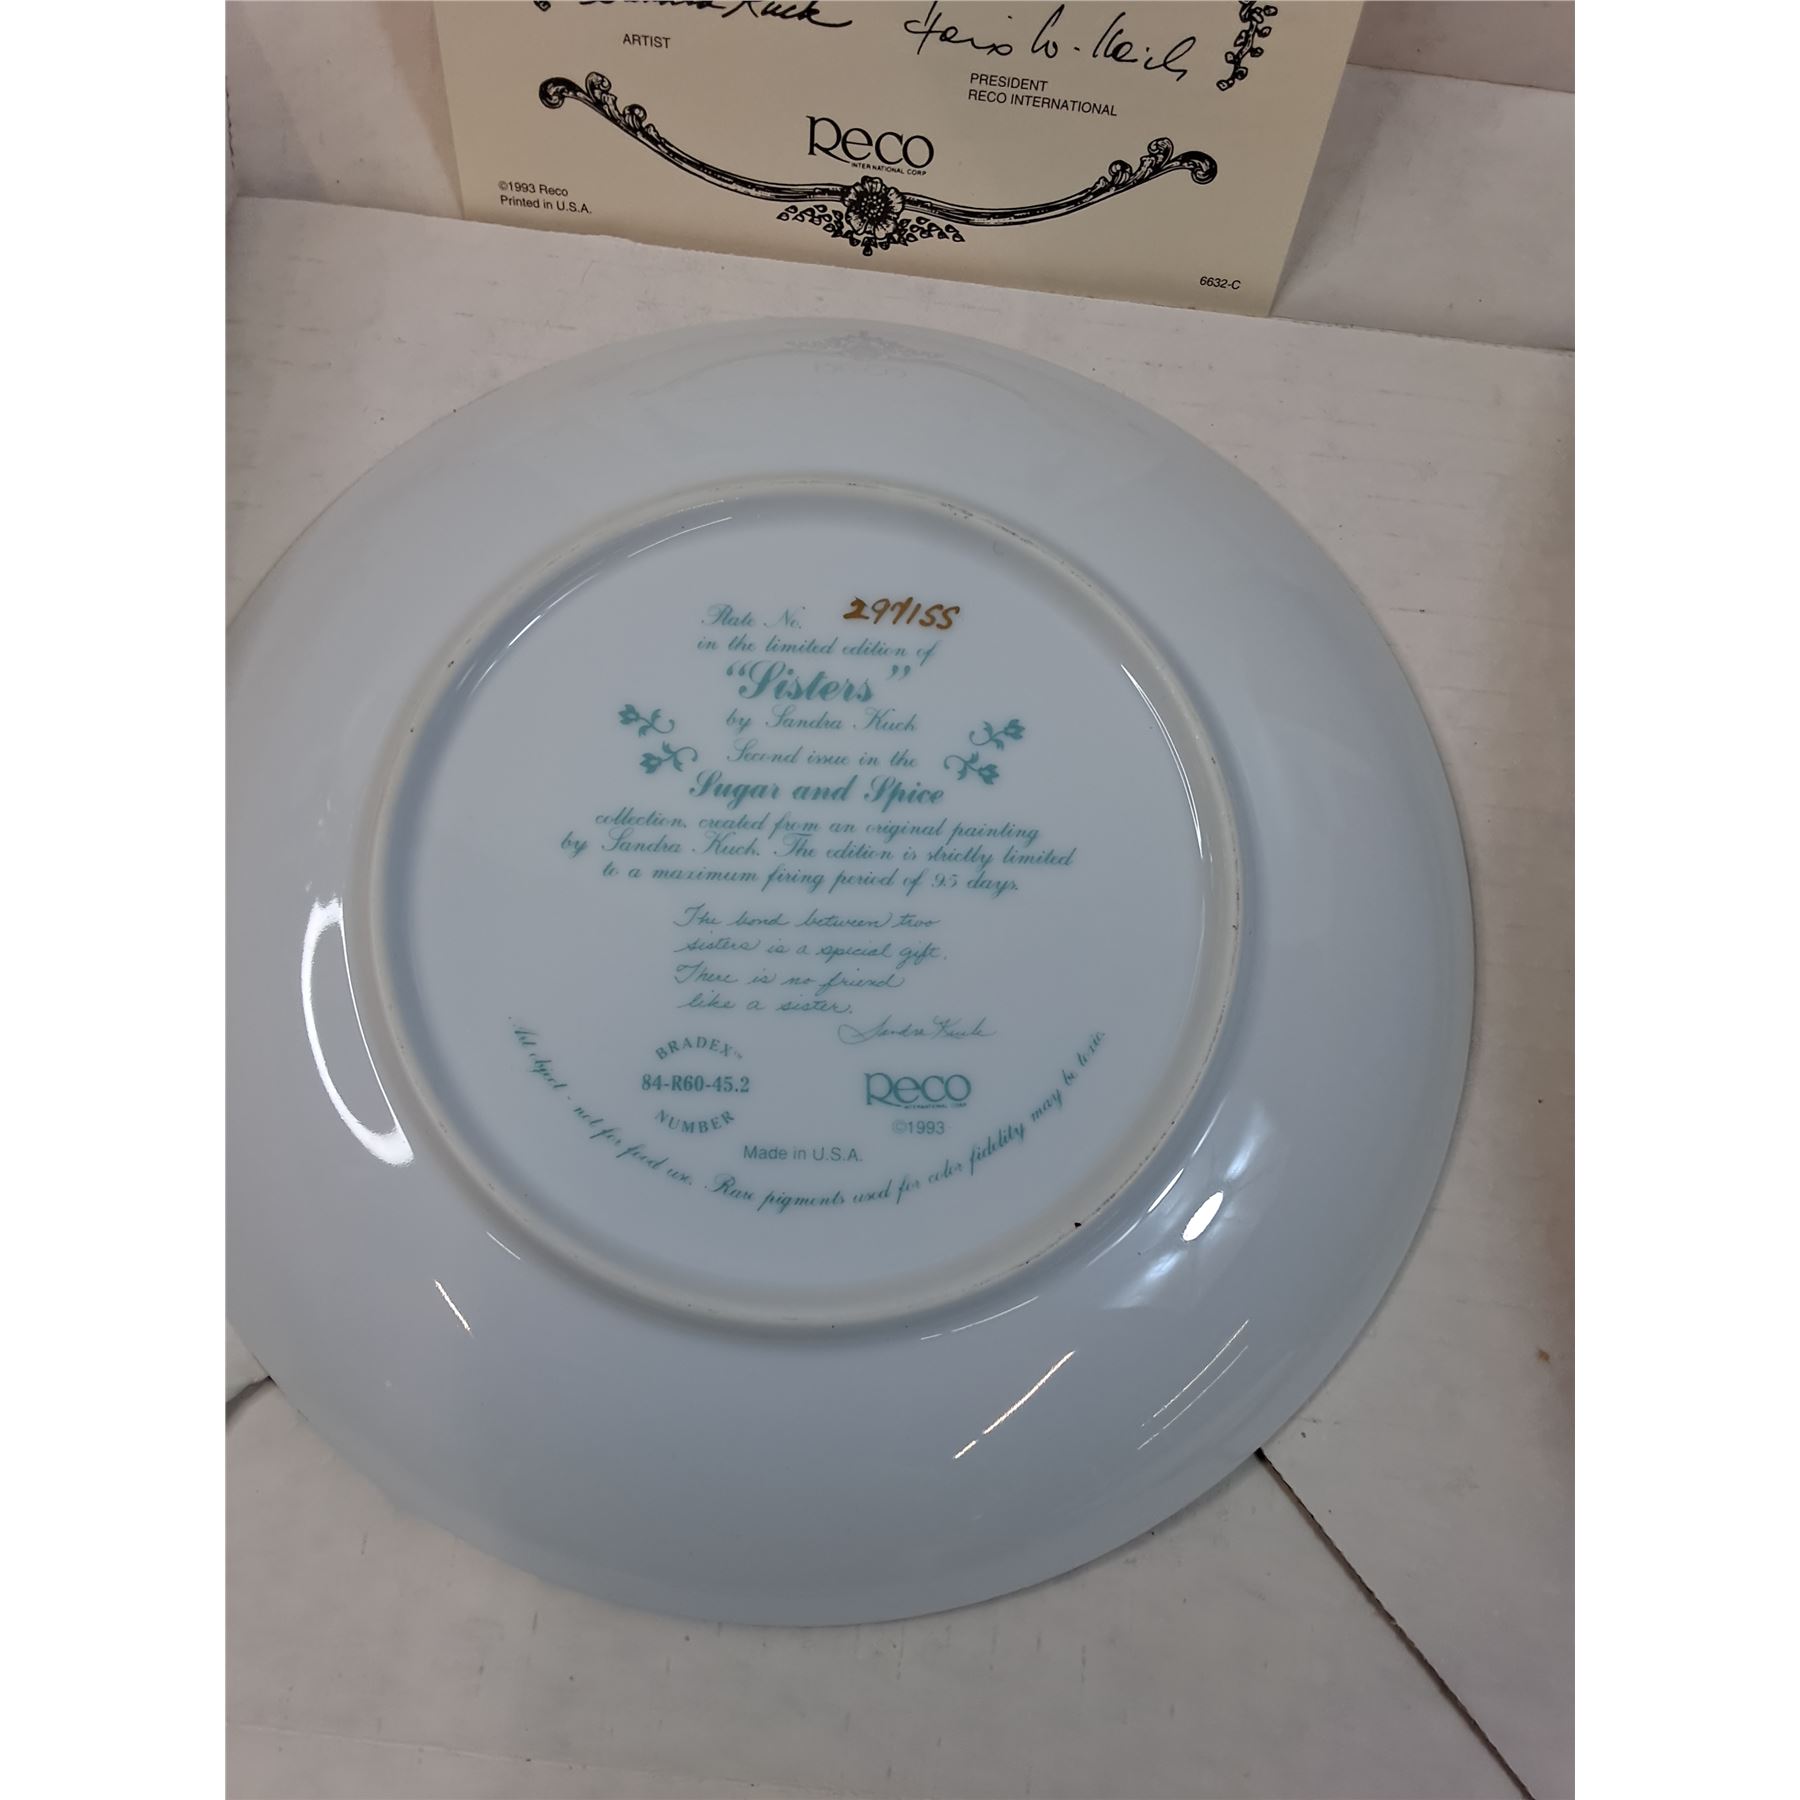 Kuck
ARTIST
PRESIDENT
RECO INTERNATIONAL
Reco
INTERNATIONAL CORP
©1993 Reco
Printed in U.S.A.
6632-C
Plate No.
in the limited edition of
“Sisters”
by Sandra Kuck
Second issue in the
Sugar and Spice
collection, created from an original painting
by Sandra Kuck. The edition is strictly limited
to a maximum firing period of 95 days.
The bond between two
sisters is a special gift.
There is no friend
like a sister.
Sandra Kuck
BRADEX™
84-R60-45.2
NUMBER
Reco
INTERNATIONAL CORP
©1993
Made in U.S.A.
Art object - not for food use. Rare pigments used for color fidelity may be toxic.